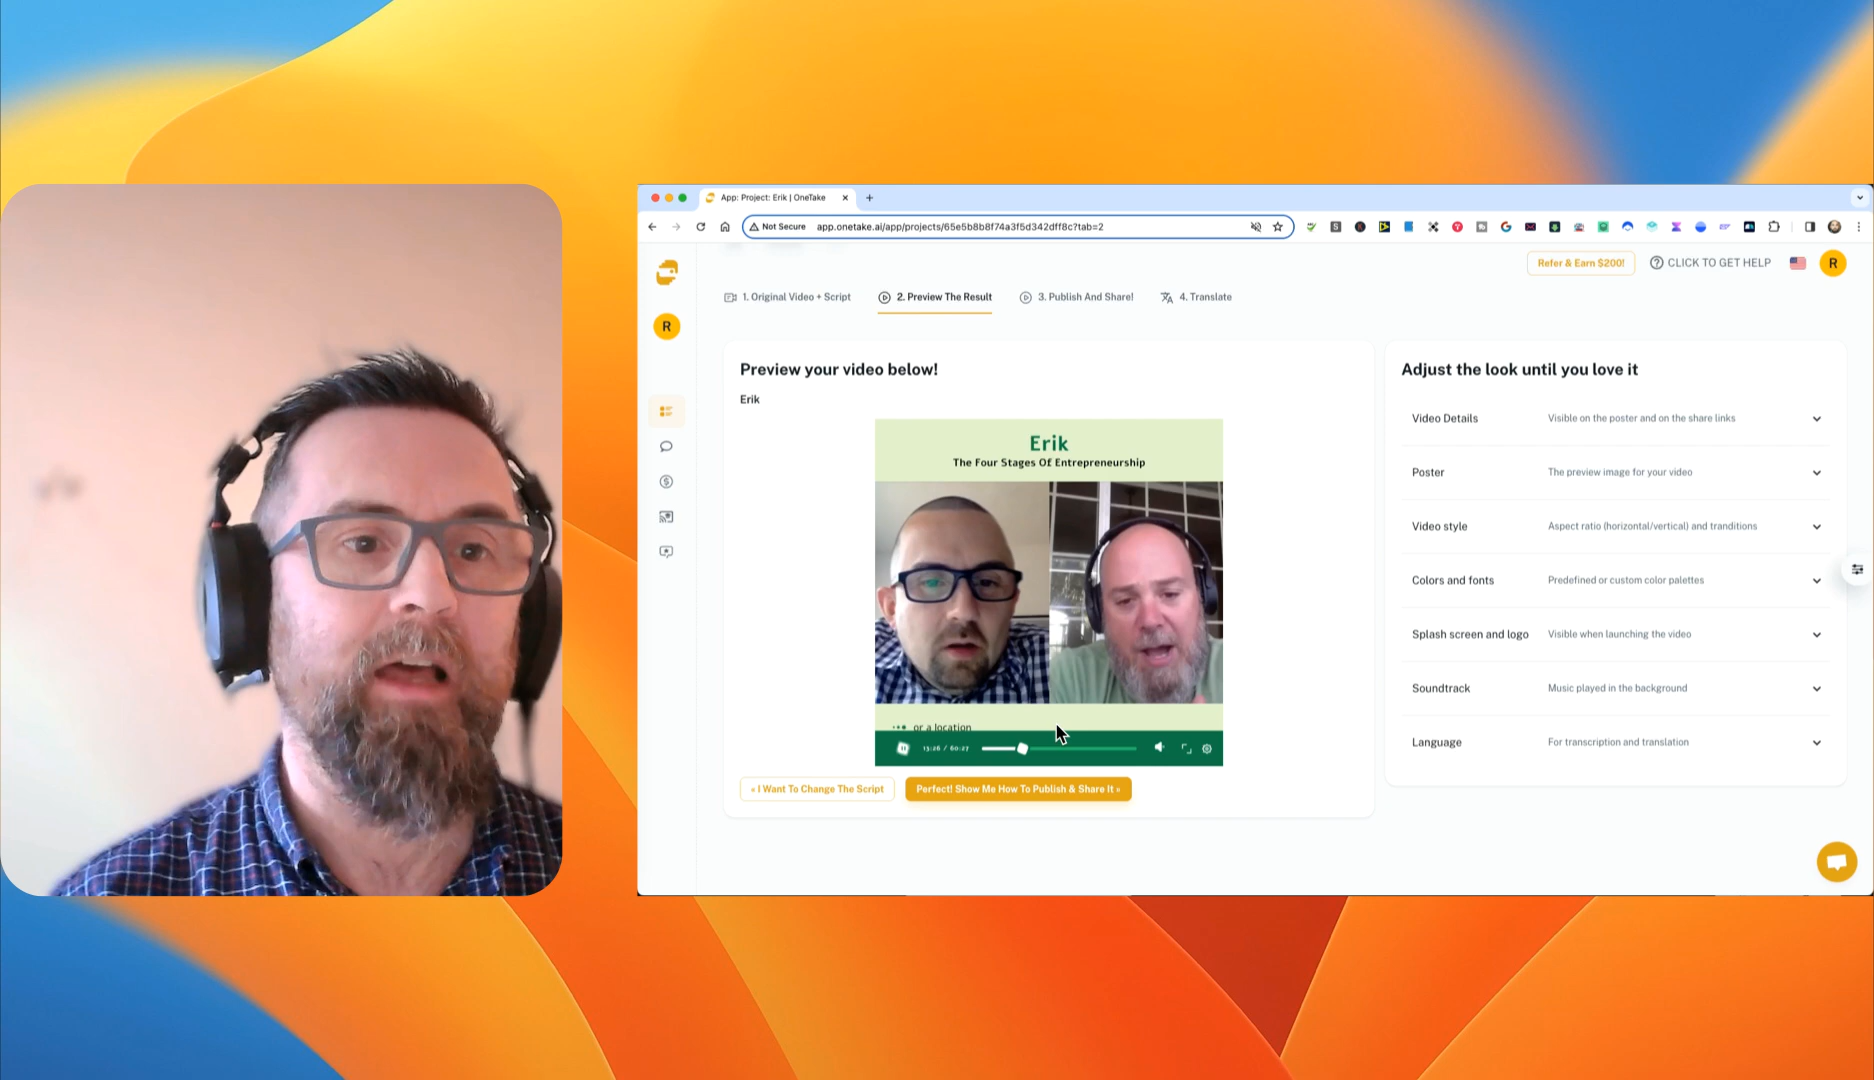 App: Project: Erik | OneTake
Not Secure
app.onetake.ai/app/projects/65e5b8b8f74a3f5d342dff8c?tab=2
Refer & Earn $200!
CLICK TO GET HELP
R
R
1. Original Video + Script
2. Preview The Result
3. Publish And Share!
4. Translate
Preview your video below!
Erik
Erik
The Four Stages Of Entrepreneurship
or a location
13:26 / 60:27
« I Want To Change The Script
Perfect! Show Me How To Publish & Share It »
Adjust the look until you love it
Video Details
Visible on the poster and on the share links
Poster
The preview image for your video
Video style
Aspect ratio (horizontal/vertical) and tranditions
Colors and fonts
Predefined or custom color palettes
Splash screen and logo
Visible when launching the video
Soundtrack
Music played in the background
Language
For transcription and translation